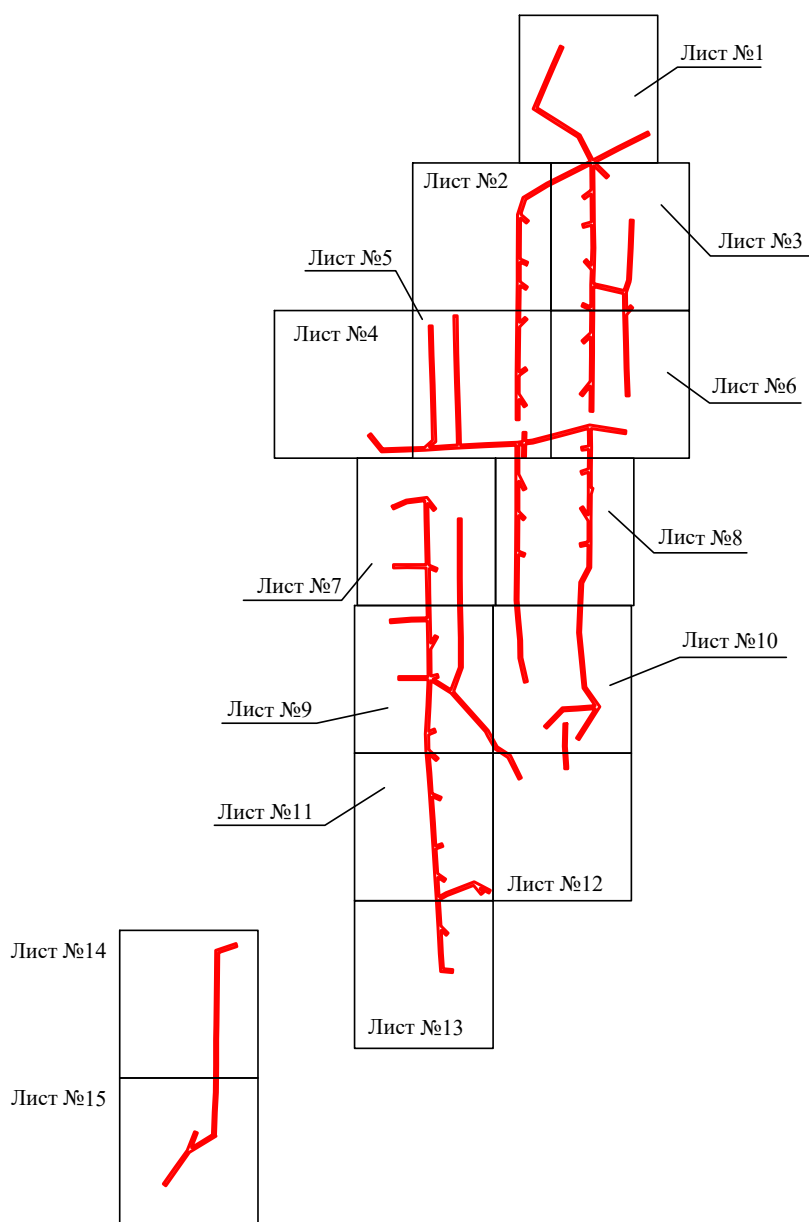 Лист №1
Лист №2
Лист №3
Лист №5
Лист №4
Лист №6
Лист №8
Лист №7
Лист №10
Лист №9
Лист №11
Лист №12
Лист №14
Лист №13
Лист №15